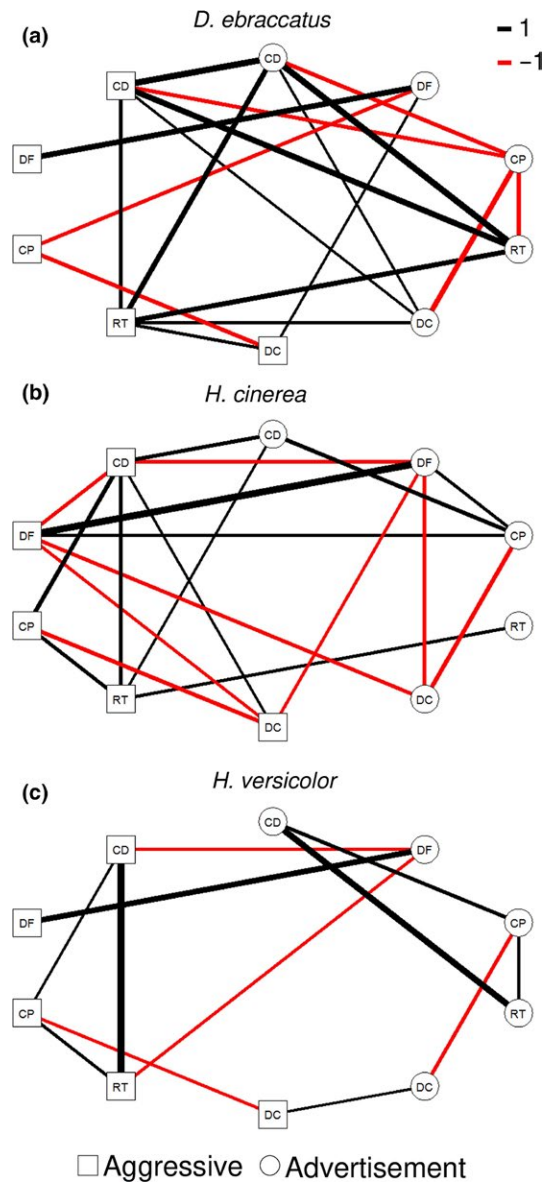 (a)
D. ebraccatus
1
−1
CD
CD
DF
DF
CP
CP
RT
RT
DC
DC
(b)
H. cinerea
CD
CD
DF
DF
CP
CP
RT
RT
DC
DC
(c)
H. versicolor
CD
CD
DF
DF
CP
CP
RT
RT
DC
DC
Aggressive
Advertisement